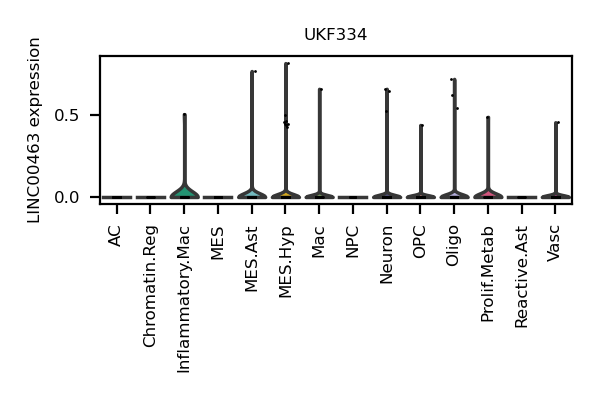 UKF334
LINC00463 expression
0.5
0.0
AC
Chromatin.Reg
Inflammatory.Mac
MES
MES.Ast
MES.Hyp
Mac
NPC
Neuron
OPC
Oligo
Prolif.Metab
Reactive.Ast
Vasc